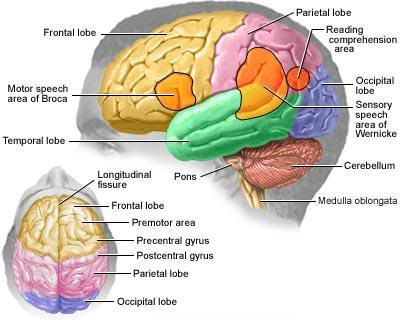 Parietal lobe
Frontal lobe
Reading
comprehension
area
Motor speech
area of Broca
Occipital
lobe
Sensory
speech
area of
Wernicke
Temporal lobe
Cerebellum
Pons
Longitudinal
fissure
Medulla oblongata
Frontal lobe
Premotor area
Precentral gyrus
Postcentral gyrus
Parietal lobe
Occipital lobe